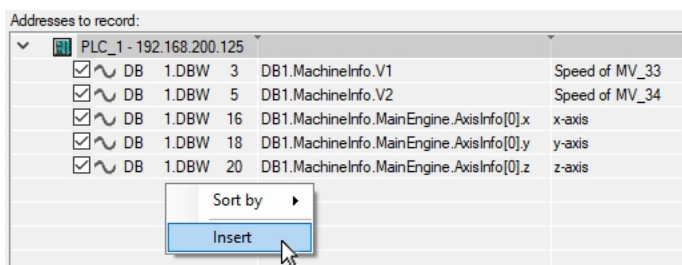 Addresses to record:
PLC_1 - 192.168.200.125
DB 1.DBW 3 DB1.MachineInfo.V1 Speed of MV_33
DB 1.DBW 5 DB1.MachineInfo.V2 Speed of MV_34
DB 1.DBW 16 DB1.MachineInfo.MainEngine.AxisInfo[0].x x-axis
DB 1.DBW 18 DB1.MachineInfo.MainEngine.AxisInfo[0].y y-axis
DB 1.DBW 20 DB1.MachineInfo.MainEngine.AxisInfo[0].z z-axis
Sort by
Insert